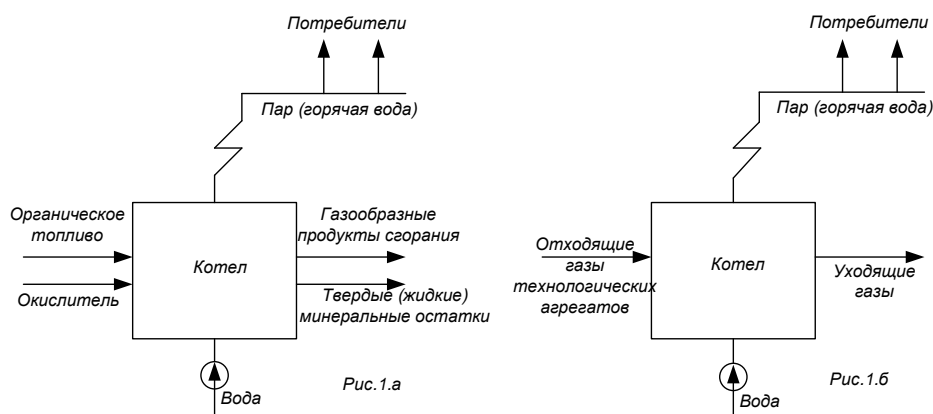 Потребители
Пар (горячая вода)
Органическое
топливо
Окислитель
Котел
Газообразные
продукты сгорания
Твердые (жидкие)
минеральные остатки
Вода
Рис.1.а
Потребители
Пар (горячая вода)
Отходящие
газы
технологических
агрегатов
Котел
Уходящие
газы
Вода
Рис.1.б